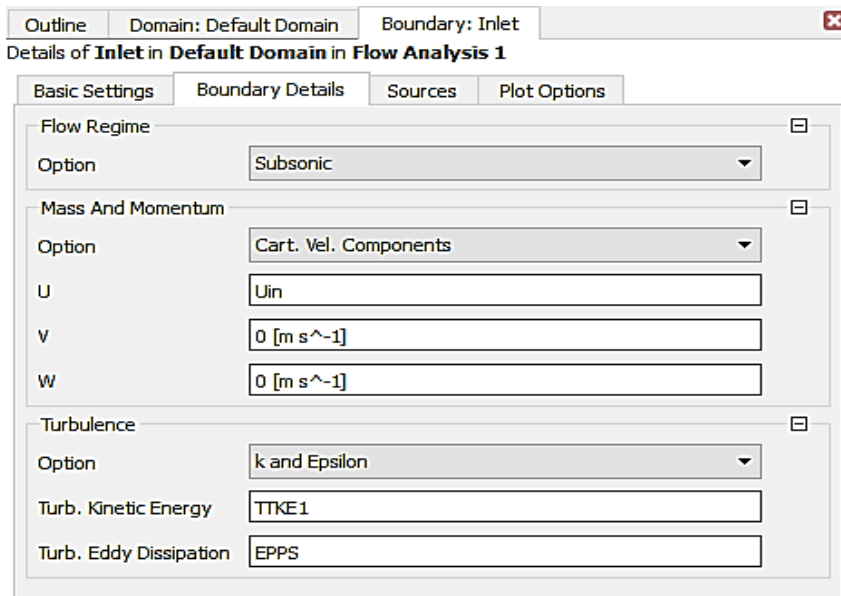 Outline Domain: Default Domain Boundary: Inlet
Details of Inlet in Default Domain in Flow Analysis 1
Basic Settings Boundary Details Sources Plot Options
Flow Regime
Option Subsonic
Mass And Momentum
Option Cart. Vel. Components
U Uin
V 0 [m s^-1]
W 0 [m s^-1]
Turbulence
Option k and Epsilon
Turb. Kinetic Energy TTKE1
Turb. Eddy Dissipation EPPS